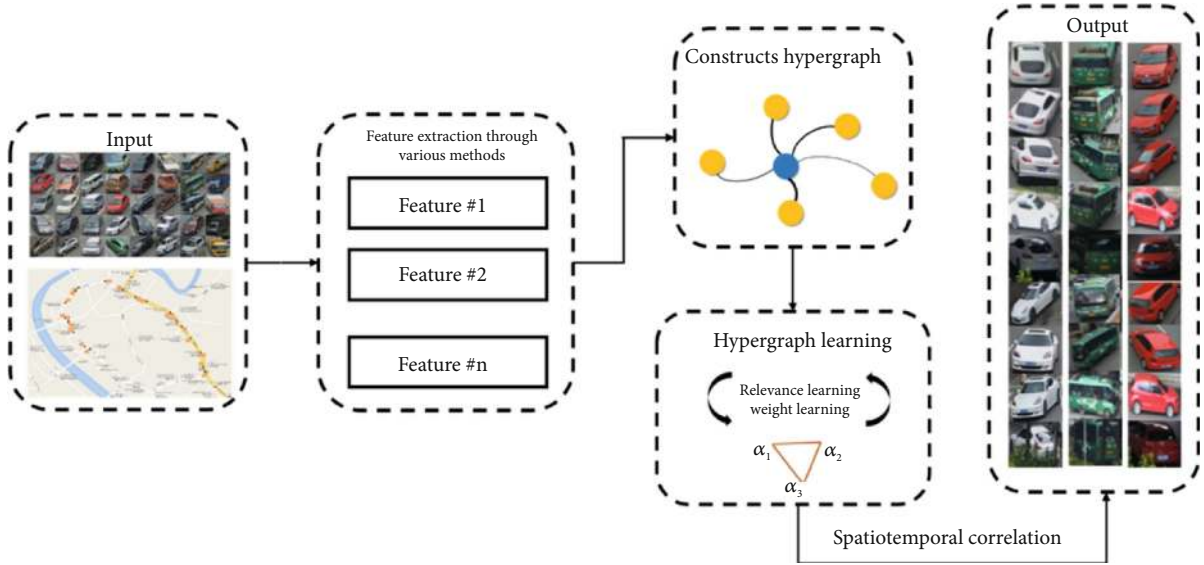 Input
Feature extraction through
various methods
Feature #1
Feature #2
Feature #n
Constructs hypergraph
Hypergraph learning
Relevance learning
weight learning
α1
α2
α3
Spatiotemporal correlation
Output